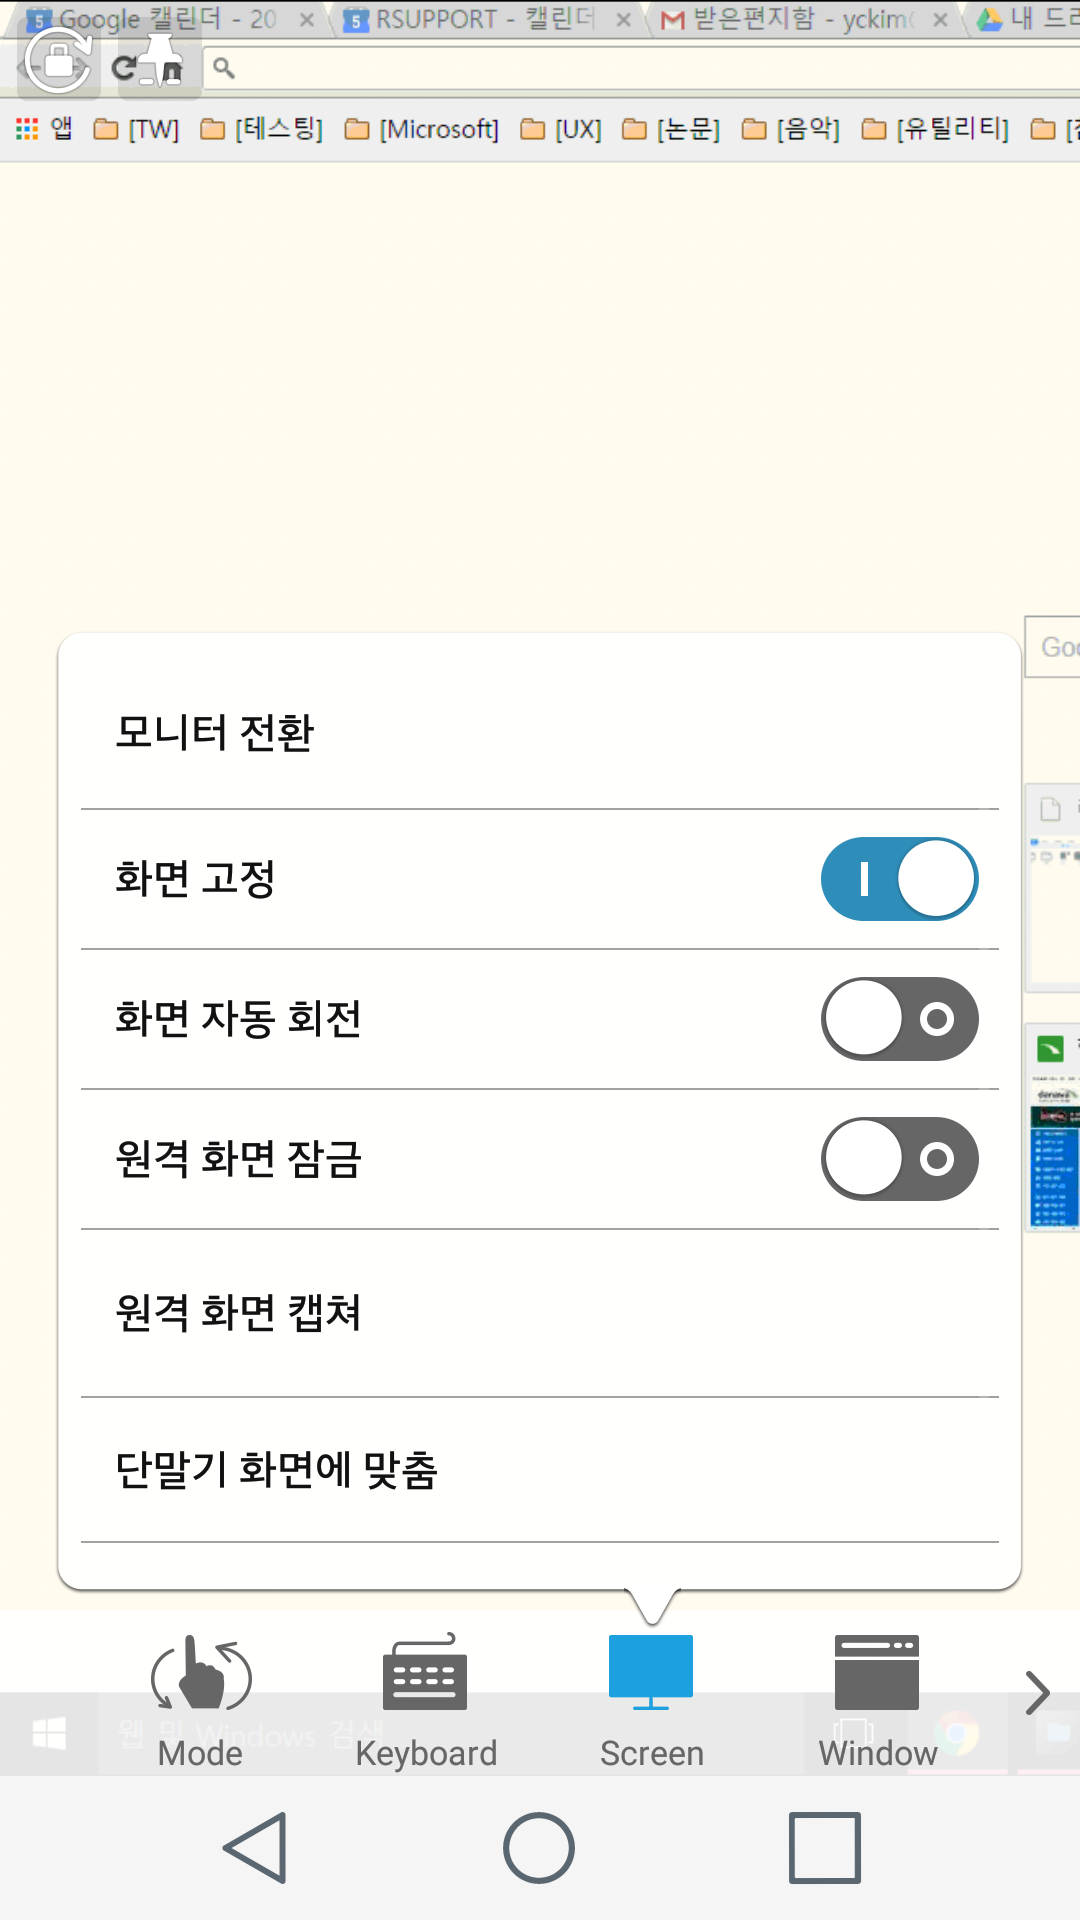 Google 캘린더 - 20
RSUPPORT - 캘린더
받은편지함 - yckim
내 드라
앱 [TW] [테스팅] [Microsoft] [UX] [논문] [음악] [유틸리티]
Goo
모니터 전환
화면 고정
화면 자동 회전
원격 화면 잠금
원격 화면 캡쳐
단말기 화면에 맞춤
웹 및 Windows 검색
Mode Keyboard Screen Window